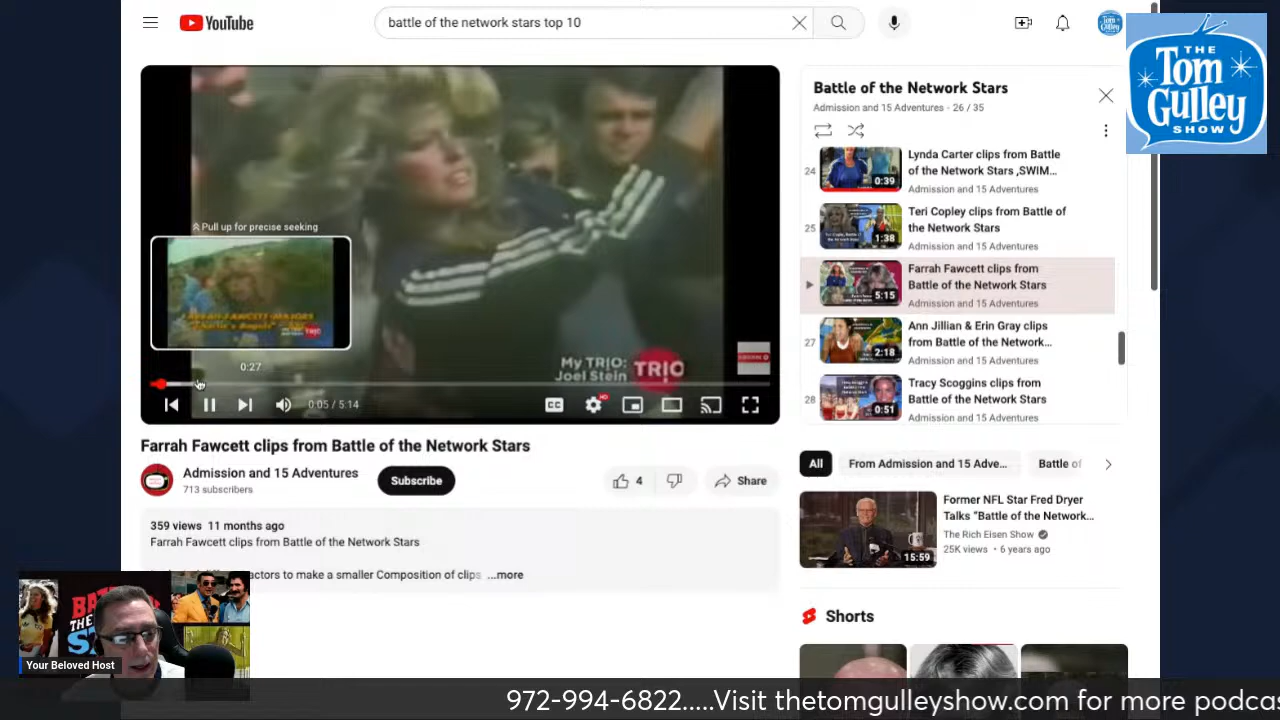 YouTube
battle of the network stars top 10
THE
Tom
Gulley
SHOW
Pull up for precise seeking
FARRAH FAWCETT-MAJORS
"Charlie's Angels"
TRIO
0:27
My TRIO:
Joel Stein
TRIO
SUBSCRIBE
CC
HD
0:05 / 5:14
Farrah Fawcett clips from Battle of the Network Stars
Admission and 15 Adventures
713 subscribers
Subscribe
4
Share
359 views 11 months ago
Farrah Fawcett clips from Battle of the Network Stars
actors to make a smaller Composition of clips ...more
Battle of the Network Stars
Admission and 15 Adventures - 26 / 35
24
0:39
Lynda Carter clips from Battle
of the Network Stars ,SWIM...
Admission and 15 Adventures
25
1:38
Teri Copley clips from Battle of
the Network Stars
Admission and 15 Adventures
5:15
Farrah Fawcett clips from
Battle of the Network Stars
Admission and 15 Adventures
27
2:18
Ann Jillian & Erin Gray clips
from Battle of the Network...
Admission and 15 Adventures
28
0:51
Tracy Scoggins clips from
Battle of the Network Stars
Admission and 15 Adventures
All
From Admission and 15 Adve...
Battle of
15:59
Former NFL Star Fred Dryer
Talks “Battle of the Network...
The Rich Eisen Show
25K views • 6 years ago
Shorts
Your Beloved Host
972-994-6822.....Visit thetomgulleyshow.com for more podca